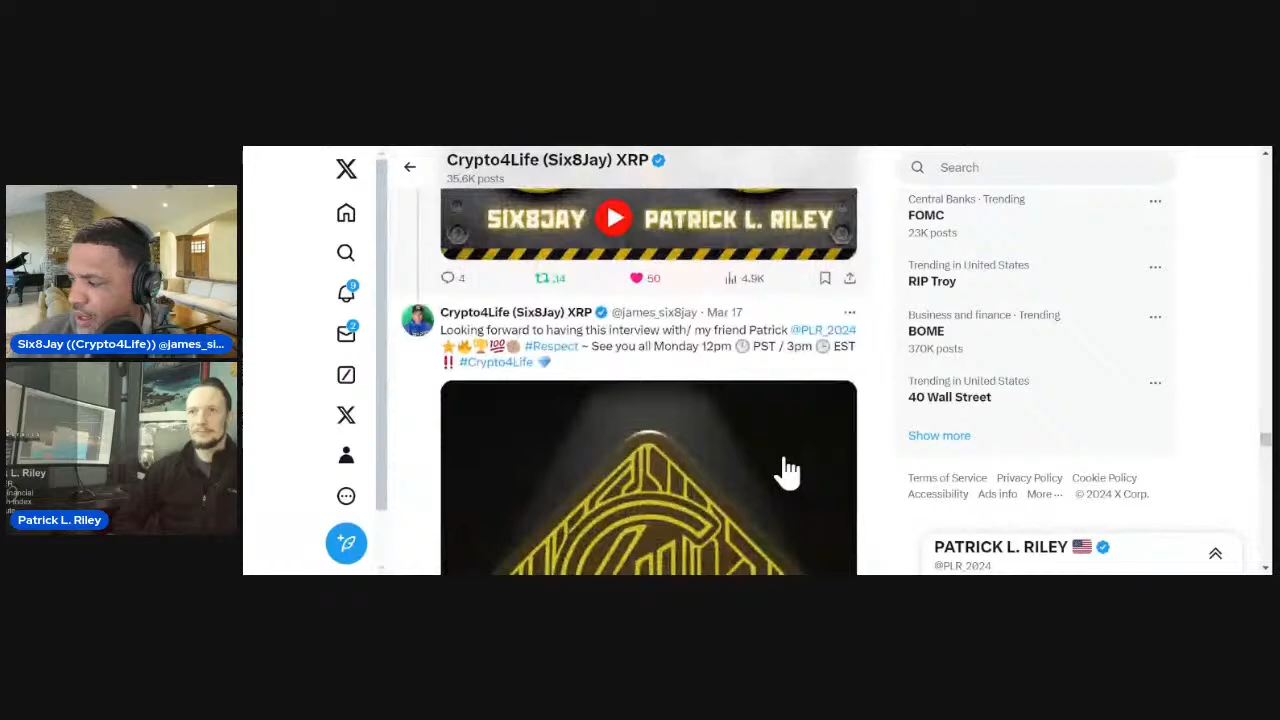 Six8Jay ((Crypto4Life)) @james_si...
L. Riley
Patrick L. Riley
Crypto4Life (Six8Jay) XRP
35.6K posts
SIX8JAY PATRICK L. RILEY
4 14 50 4.9K
Crypto4Life (Six8Jay) XRP @james_six8jay · Mar 17
Looking forward to having this interview with/ my friend Patrick @PLR_2024
⭐🔥🏆💯👊🏽 #Respect ~ See you all Monday 12pm 🕛 PST / 3pm 🕒 EST
‼️ #Crypto4Life 💎
9
2
Search
Central Banks · Trending
FOMC
23K posts
Trending in United States
RIP Troy
Business and finance · Trending
BOME
370K posts
Trending in United States
40 Wall Street
Show more
Terms of Service Privacy Policy Cookie Policy
Accessibility Ads info More ··· © 2024 X Corp.
PATRICK L. RILEY 🇺🇸
@PLR_2024